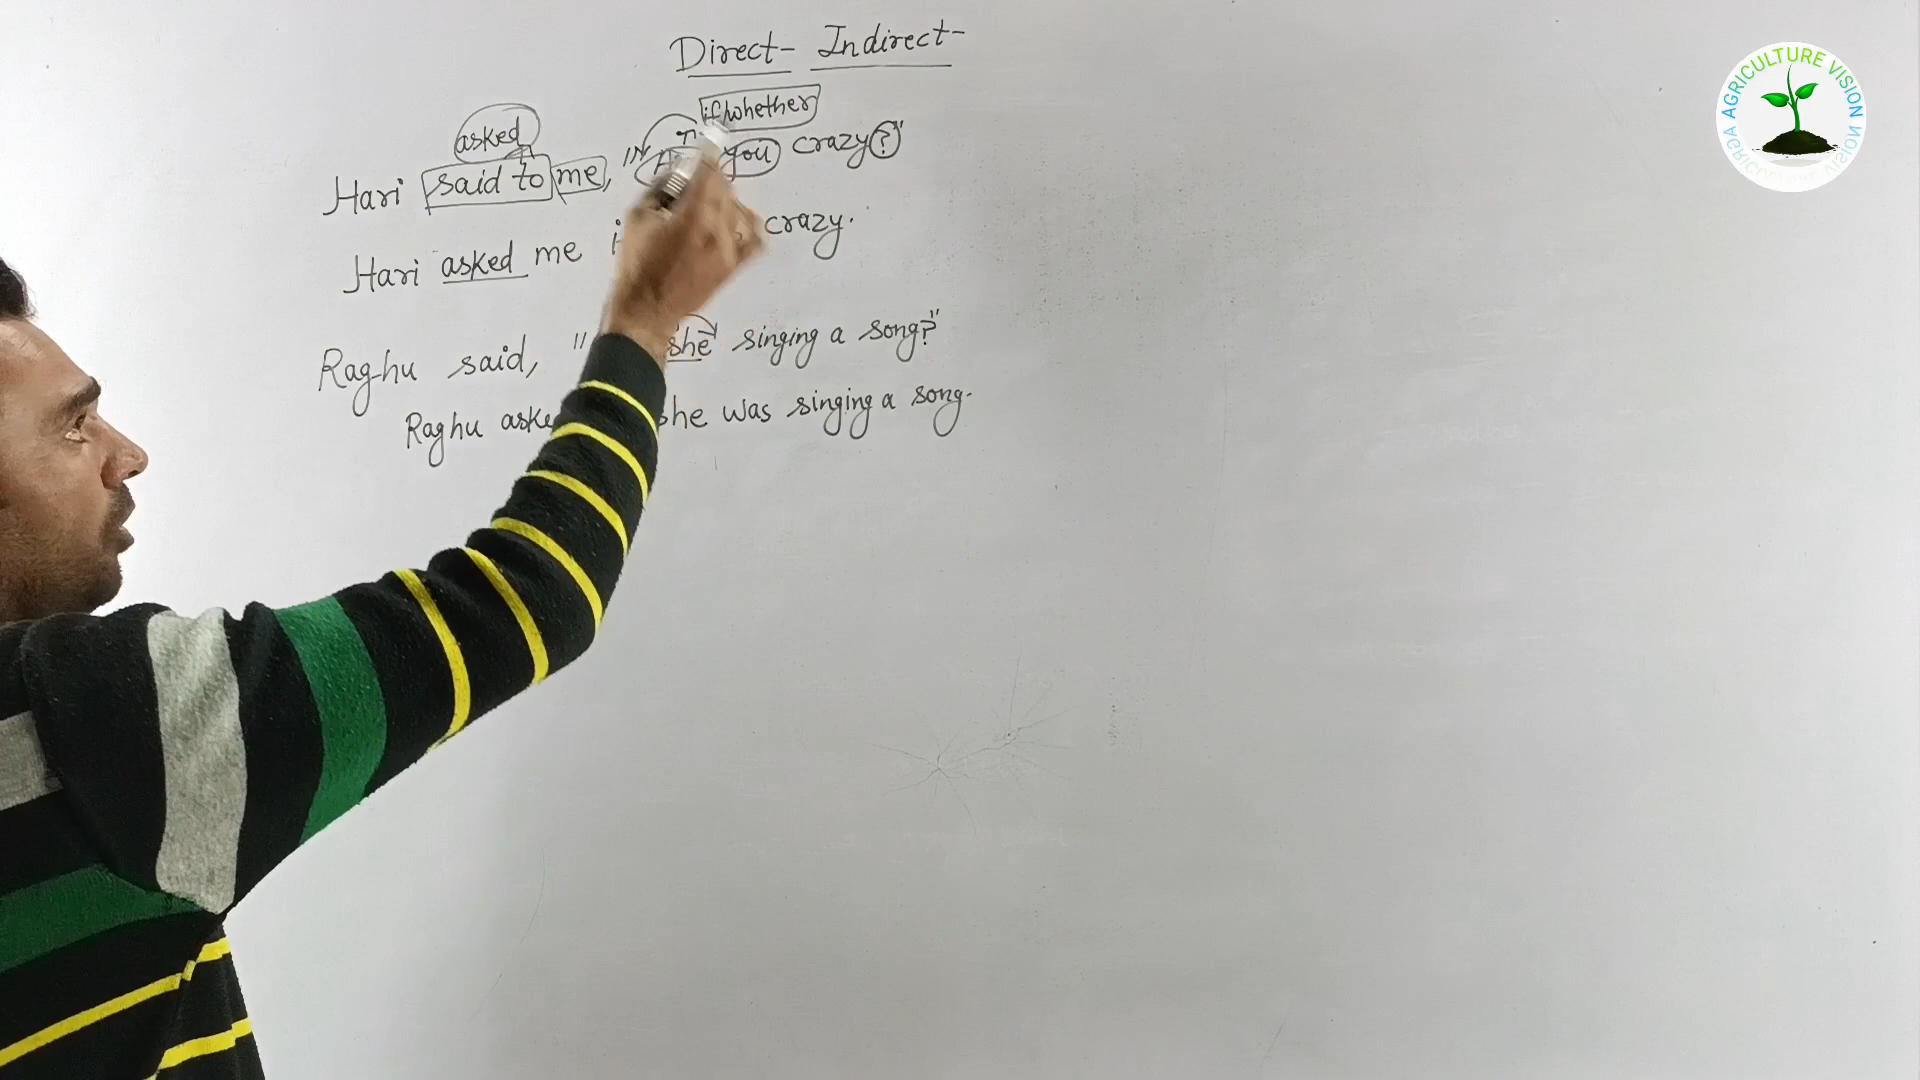 Direct- Indirect-
if/whether
asked
Hari said to me, " you crazy?"
Hari asked me crazy.
Raghu said, " she singing a song?"
Raghu she was singing a song.
AGRICULTURE VISION